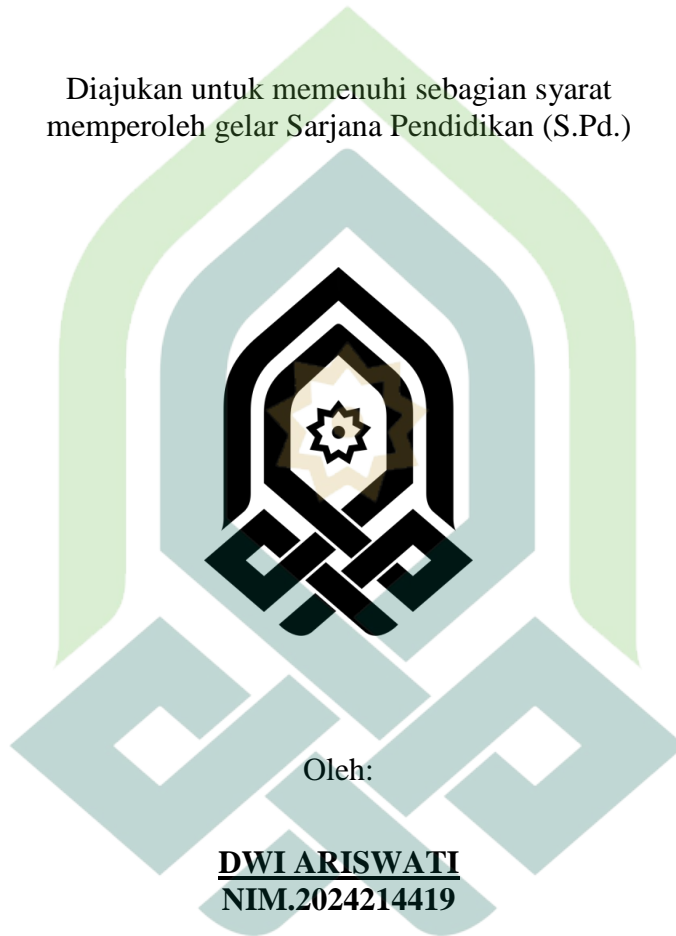 Diajukan untuk memenuhi sebagian syarat
memperoleh gelar Sarjana Pendidikan (S.Pd.)
Oleh:
DWI ARISWATI
NIM.2024214419